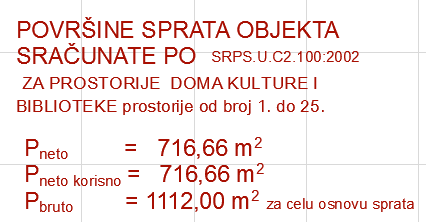 POVRŠINE SPRATA OBJEKTA
SRAČUNATE PO SRPS.U.C2.100:2002
ZA PROSTORIJE DOMA KULTURE I
BIBLIOTEKE prostorije od broj 1. do 25.
Pneto = 716,66 m²
Pneto korisno = 716,66 m²
Pbruto = 1112,00 m² za celu osnovu sprata